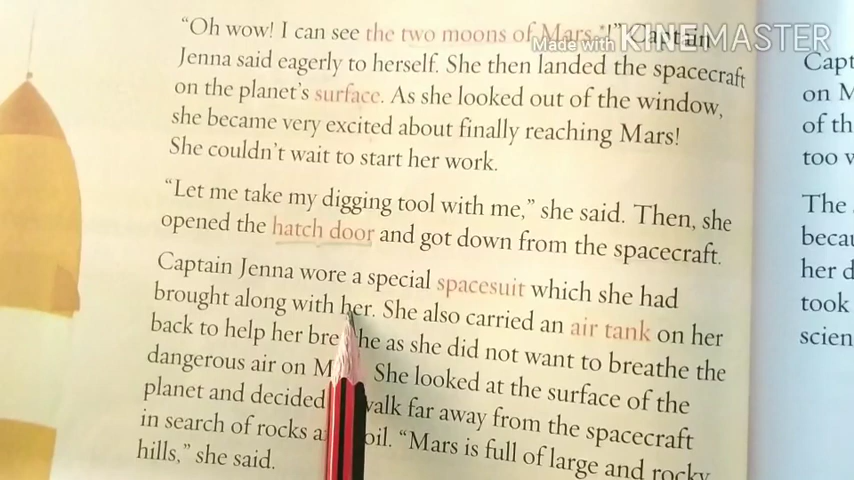 "Oh wow! I can see the two moons of Mars !" Captain
Made with KINEMASTER
Jenna said eagerly to herself. She then landed the spacecraft
on the planet's surface. As she looked out of the window,
she became very excited about finally reaching Mars!
She couldn't wait to start her work.
"Let me take my digging tool with me," she said. Then, she
opened the hatch door and got down from the spacecraft.
Captain Jenna wore a special spacesuit which she had
brought along with her. She also carried an air tank on her
back to help her bre he as she did not want to breathe the
dangerous air on M She looked at the surface of the
planet and decided walk far away from the spacecraft
in search of rocks a oil. "Mars is full of large and rocky
hills," she said.
Capt
on M
of th
too w
The
becau
her d
took
scien